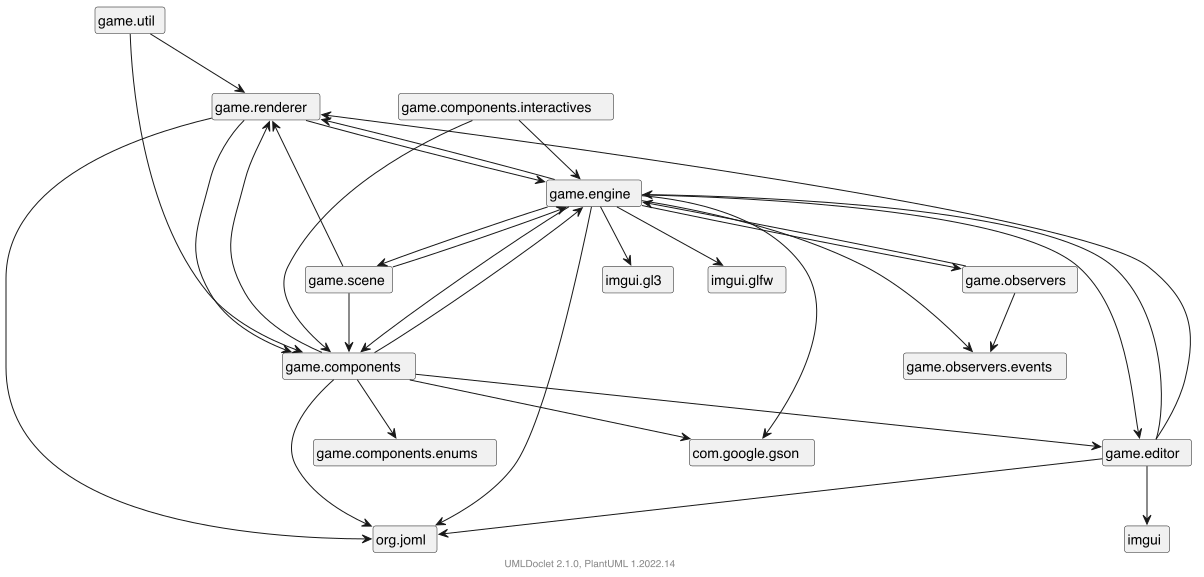 game.util
game.renderer
game.components.interactives
game.engine
game.scene
imgui.gl3
imgui.glfw
game.observers
game.components
game.observers.events
game.components.enums
com.google.gson
game.editor
org.joml
imgui
UMLDoclet 2.1.0, PlantUML 1.2022.14